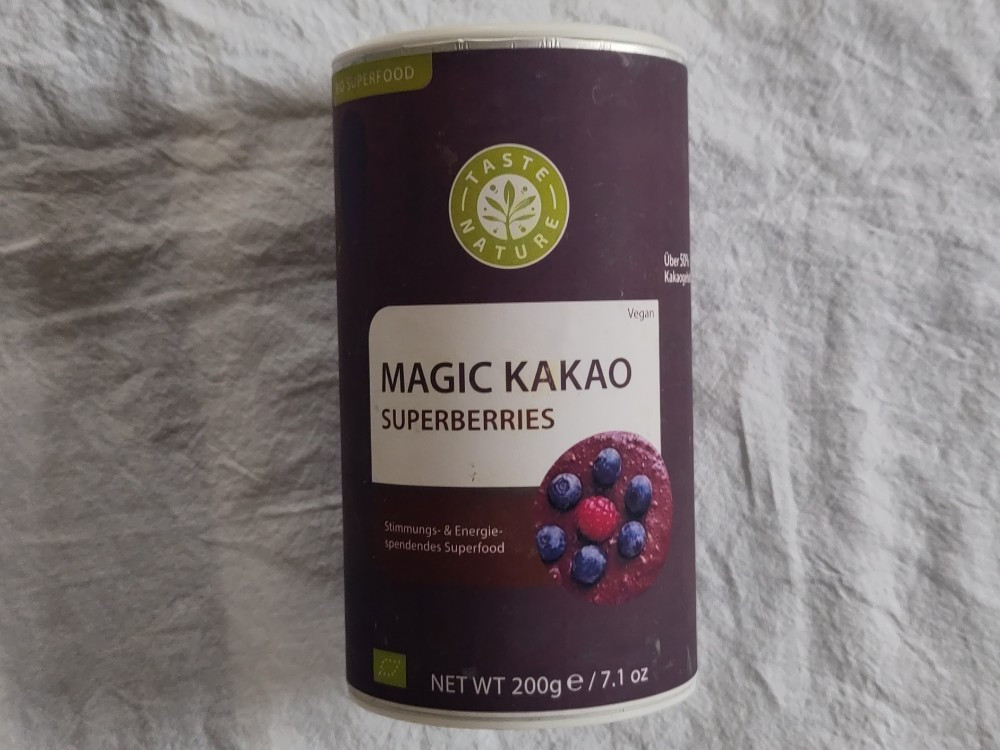 BIO SUPERFOOD
TASTE
NATURE
Über 50%
Vegan
MAGIC KAKAO
SUPERBERRIES
Stimmungs- & Energie-
spendendes Superfood
NET WT 200g e / 7.1 oz